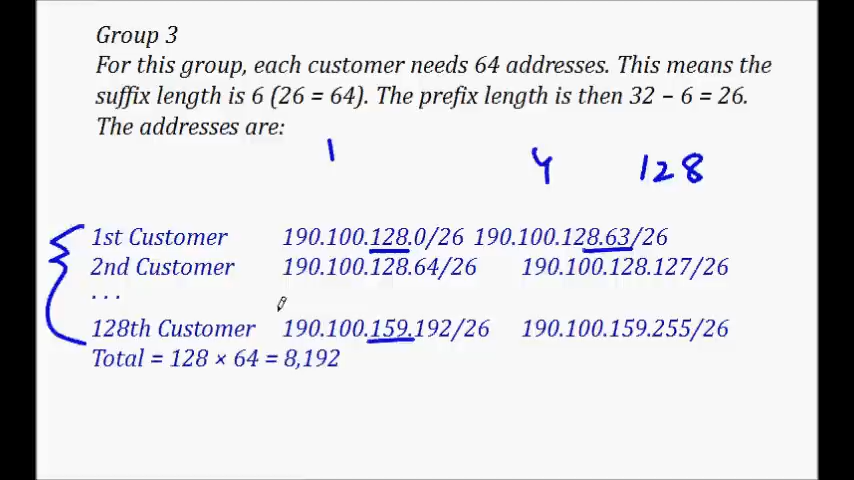 Group 3
For this group, each customer needs 64 addresses. This means the
suffix length is 6 (26 = 64). The prefix length is then 32 – 6 = 26.
The addresses are:
1 4 128
1st Customer 190.100.128.0/26 190.100.128.63/26
2nd Customer 190.100.128.64/26 190.100.128.127/26
. . .
128th Customer 190.100.159.192/26 190.100.159.255/26
Total = 128 × 64 = 8,192